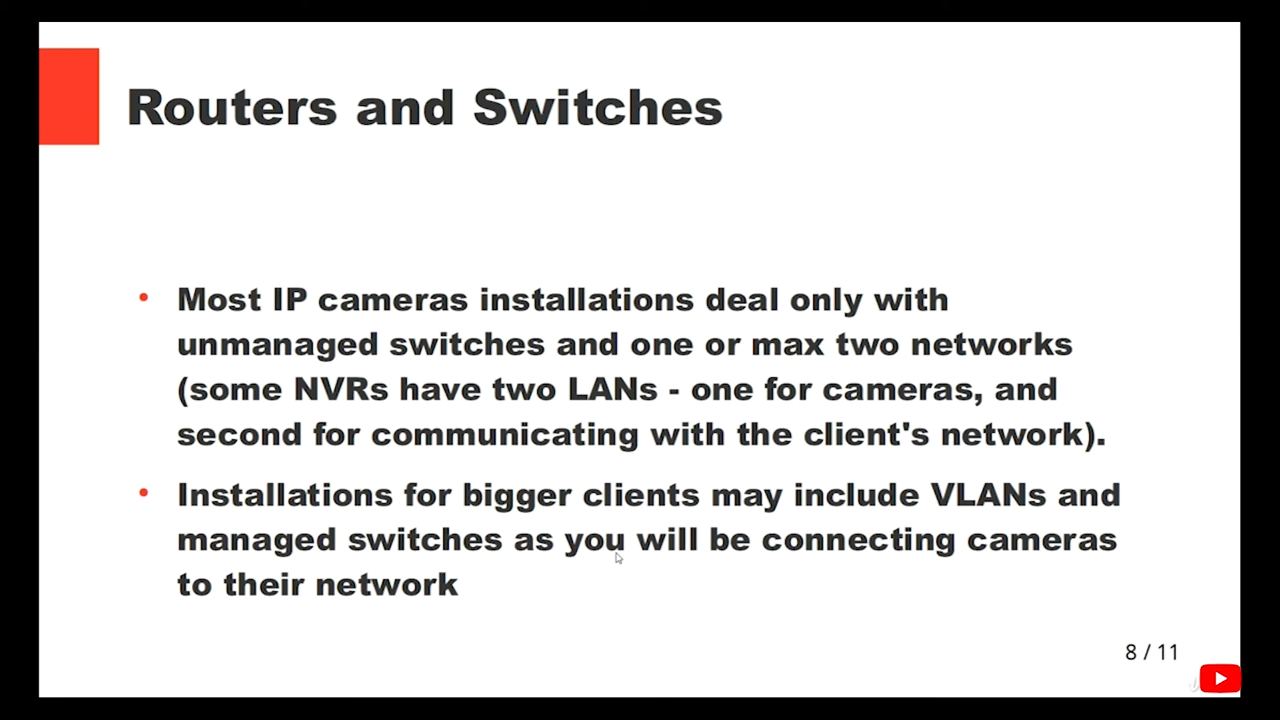 Routers and Switches
• Most IP cameras installations deal only with
unmanaged switches and one or max two networks
(some NVRs have two LANs - one for cameras, and
second for communicating with the client's network).
• Installations for bigger clients may include VLANs and
managed switches as you will be connecting cameras
to their network
8 / 11